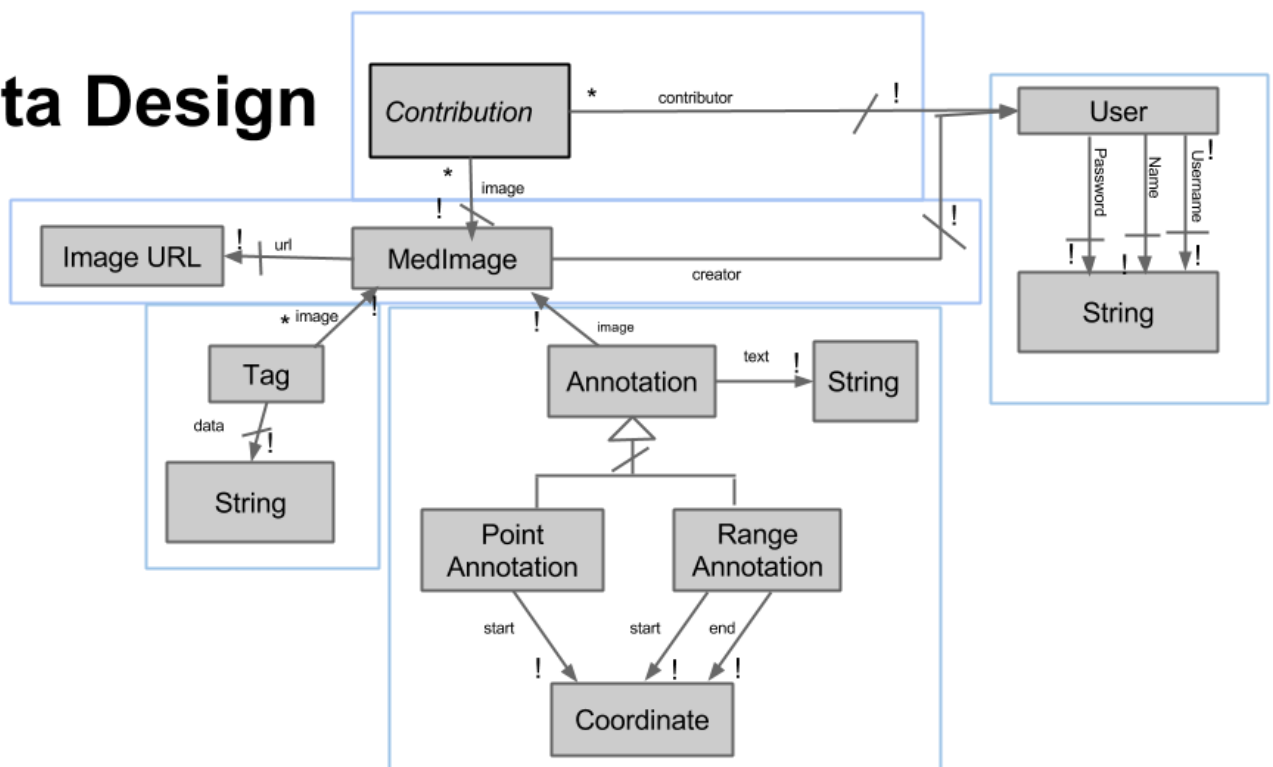 ta Design
Contribution
* contributor !
User
Password
Name
Username
!
! ! !
String
*
image
!
Image URL
! url
MedImage
creator
!
* image !
Tag
data
!
String
! image
Annotation
text !
String
Point
Annotation
Range
Annotation
start
start
end
! ! !
Coordinate